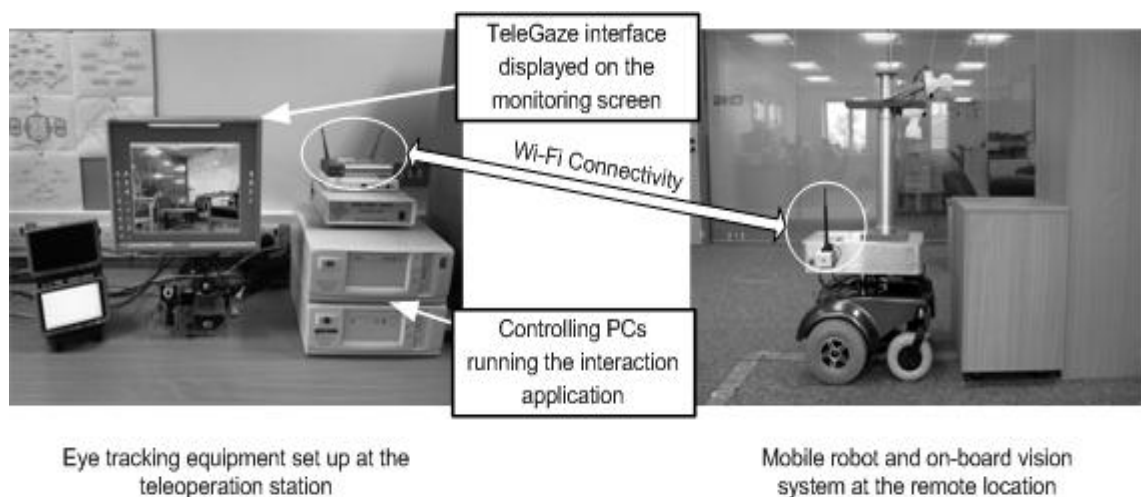 TeleGaze interface
displayed on the
monitoring screen
Wi-Fi Connectivity
Controlling PCs
running the interaction
application
Eye tracking equipment set up at the
teleoperation station
Mobile robot and on-board vision
system at the remote location